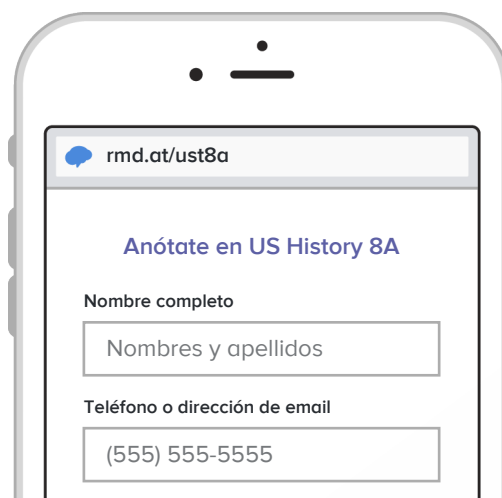 rmd.at/ust8a
Anótate en US History 8A
Nombre completo
Nombres y apellidos
Teléfono o dirección de email
(555) 555-5555